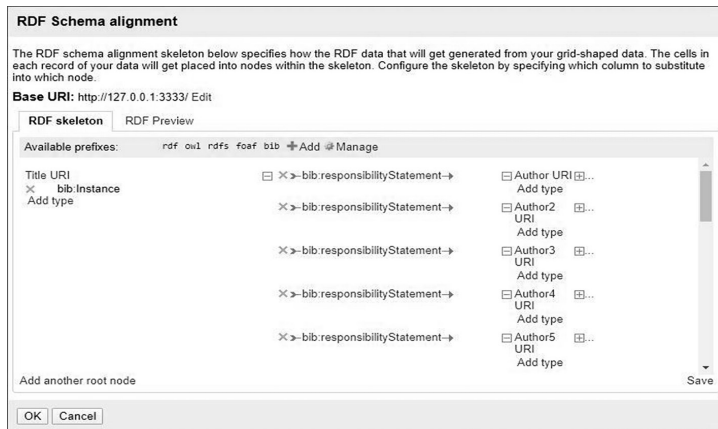 RDF Schema alignment
The RDF schema alignment skeleton below specifies how the RDF data that will get generated from your grid-shaped data. The cells in
each record of your data will get placed into nodes within the skeleton. Configure the skeleton by specifying which column to substitute
into which node.
Base URI: http://127.0.0.1:3333/ Edit
RDF skeleton RDF Preview
Available prefixes: rdf owl rdfs foaf bib Add Manage
Title URI bib:responsibilityStatement Author URI ...
bib:Instance Add type
Add type
bib:responsibilityStatement Author2 ...
URI
Add type
bib:responsibilityStatement Author3 ...
URI
Add type
bib:responsibilityStatement Author4 ...
URI
Add type
bib:responsibilityStatement Author5 ...
URI
Add type
Add another root node Save
OK Cancel